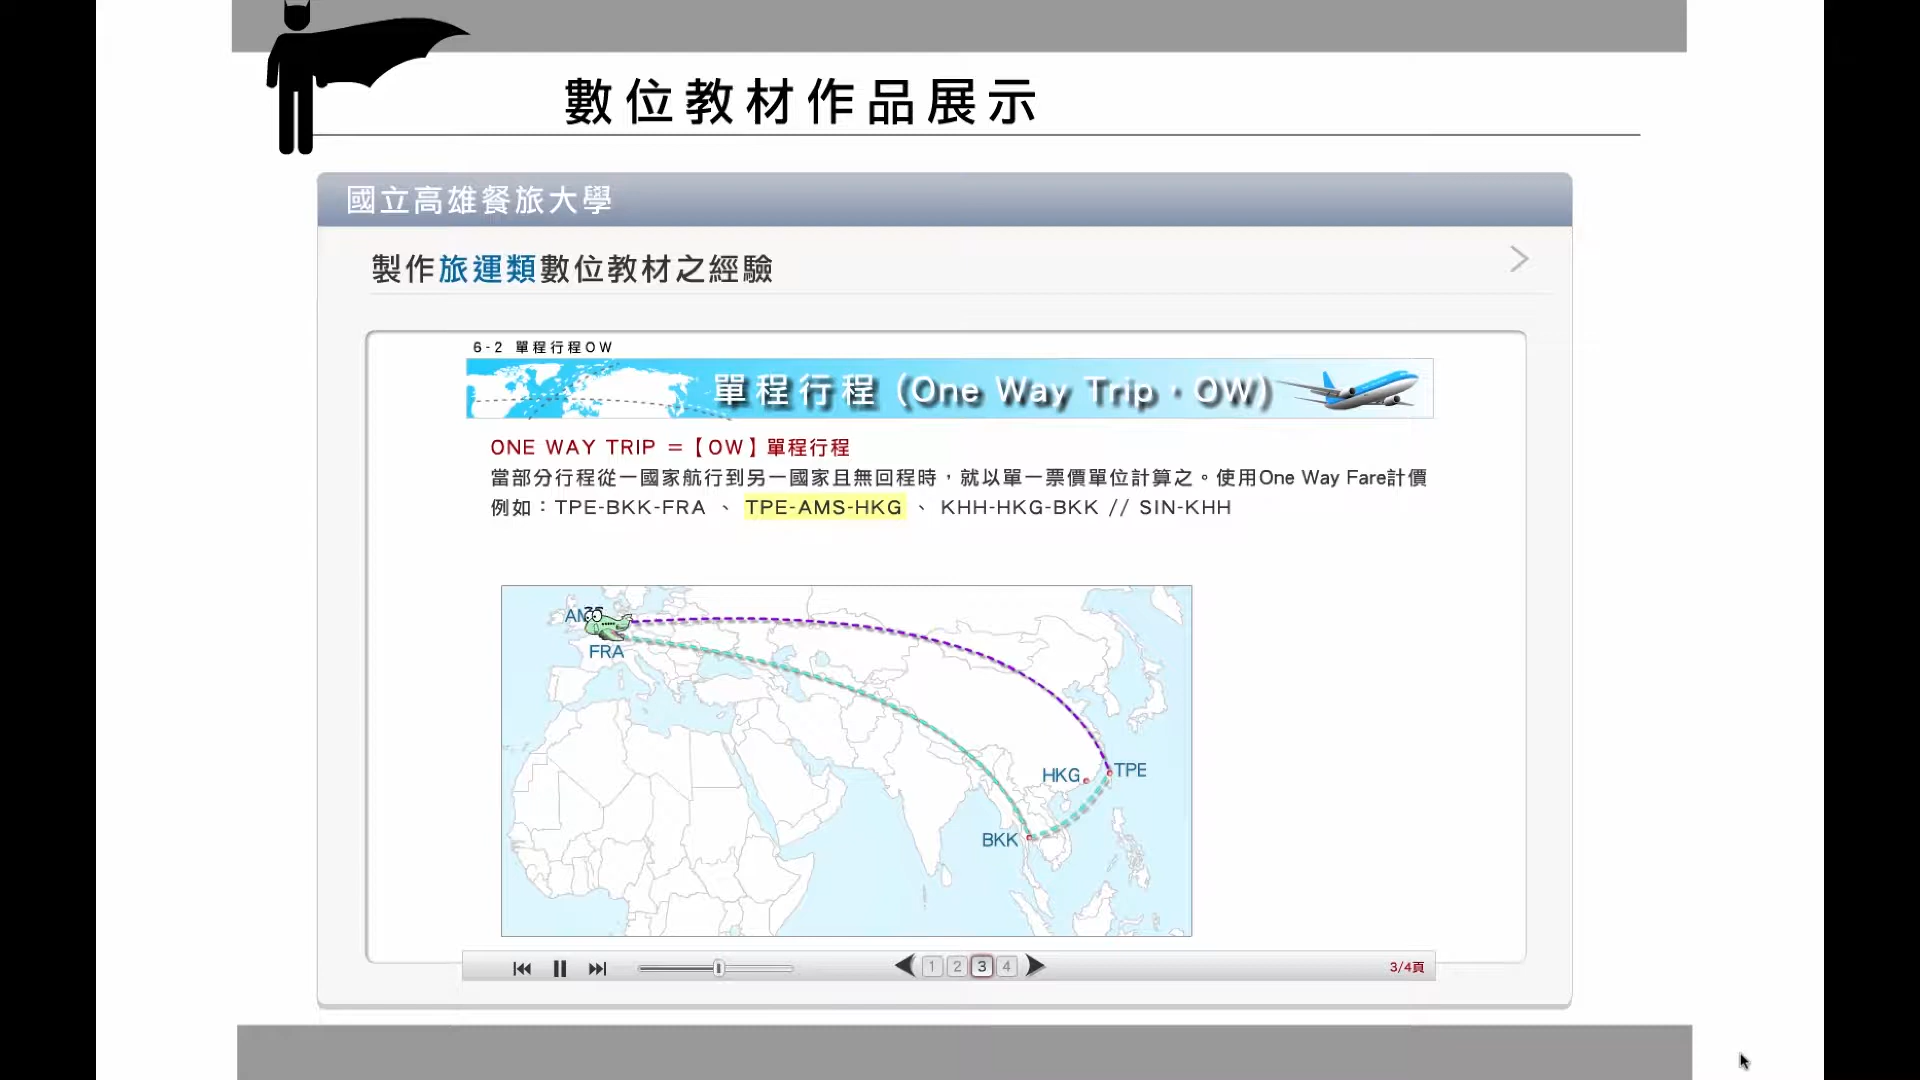 數位教材作品展示
國立高雄餐旅大學
製作旅運類數位教材之經驗
6-2 單程行程OW
單程行程（One Way Trip，OW）
ONE WAY TRIP ＝【OW】單程行程
當部分行程從一國家航行到另一國家且無回程時，就以單一票價單位計算之。使用One Way Fare計價
例如：TPE-BKK-FRA 、 TPE-AMS-HKG 、 KHH-HKG-BKK // SIN-KHH
FRA
HKG
TPE
BKK
1 2 3 4
3/4頁